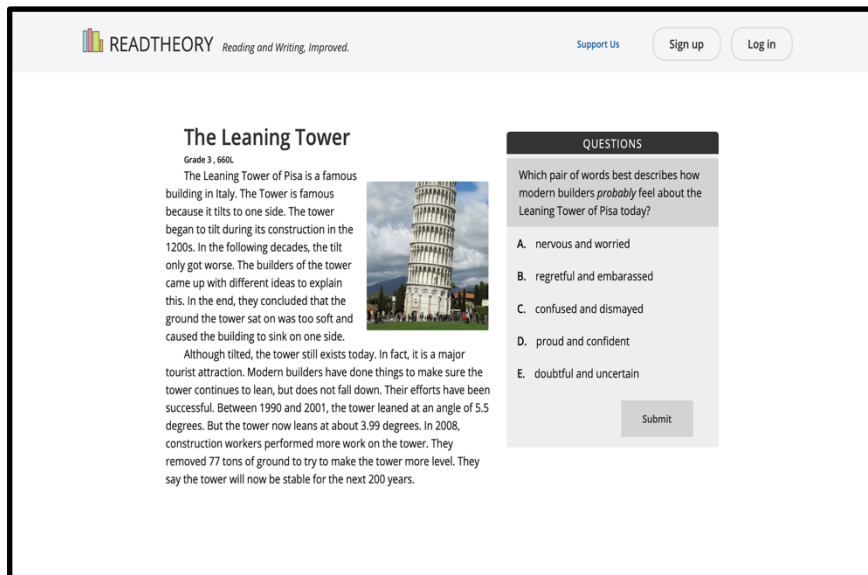 READTHEORY Reading and Writing, Improved.
Support Us
Sign up
Log in
The Leaning Tower
Grade 3 , 660L
The Leaning Tower of Pisa is a famous
building in Italy. The Tower is famous
because it tilts to one side. The tower
began to tilt during its construction in the
1200s. In the following decades, the tilt
only got worse. The builders of the tower
came up with different ideas to explain
this. In the end, they concluded that the
ground the tower sat on was too soft and
caused the building to sink on one side.
Although tilted, the tower still exists today. In fact, it is a major
tourist attraction. Modern builders have done things to make sure the
tower continues to lean, but does not fall down. Their efforts have been
successful. Between 1990 and 2001, the tower leaned at an angle of 5.5
degrees. But the tower now leans at about 3.99 degrees. In 2008,
construction workers performed more work on the tower. They
removed 77 tons of ground to try to make the tower more level. They
say the tower will now be stable for the next 200 years.
QUESTIONS
Which pair of words best describes how
modern builders probably feel about the
Leaning Tower of Pisa today?
A. nervous and worried
B. regretful and embarassed
C. confused and dismayed
D. proud and confident
E. doubtful and uncertain
Submit